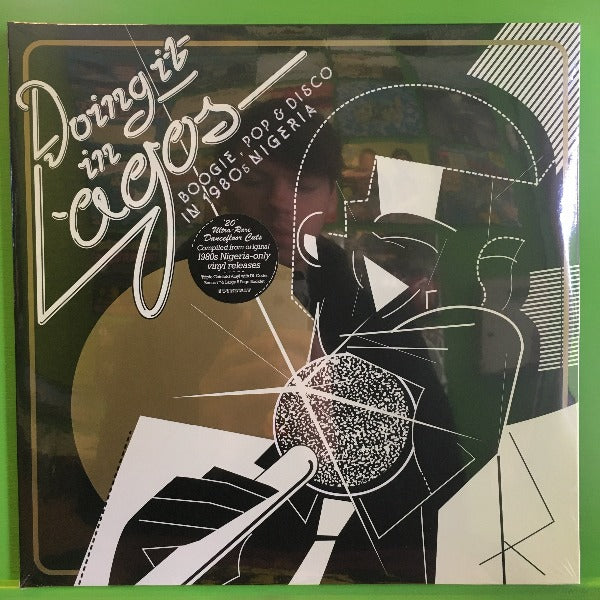 Doing it
in
Lagos
BOOGIE, POP & DISCO
IN 1980s NIGERIA
'20'
Ultra-Rare
Dancefloor Cuts
Compiled from original
1980s Nigeria-only
vinyl releases